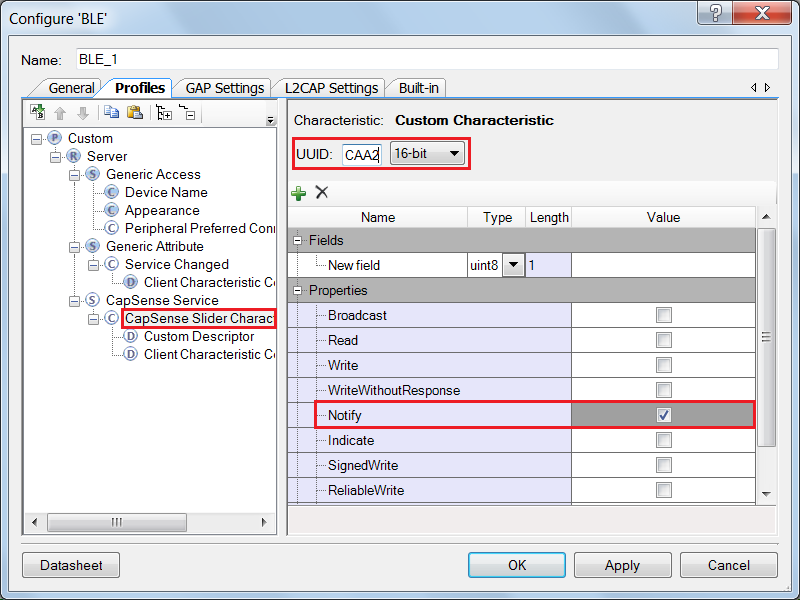 Configure 'BLE'
Name: BLE_1
General Profiles GAP Settings L2CAP Settings Built-in
Custom
Server
Generic Access
Device Name
Appearance
Peripheral Preferred Conn
Generic Attribute
Service Changed
Client Characteristic Co
CapSense Service
CapSense Slider Charact
Custom Descriptor
Client Characteristic Co
Characteristic: Custom Characteristic
UUID: CAA2 16-bit
Name Type Length Value
Fields
New field uint8 1
Properties
Broadcast
Read
Write
WriteWithoutResponse
Notify
Indicate
SignedWrite
ReliableWrite
Datasheet OK Apply Cancel